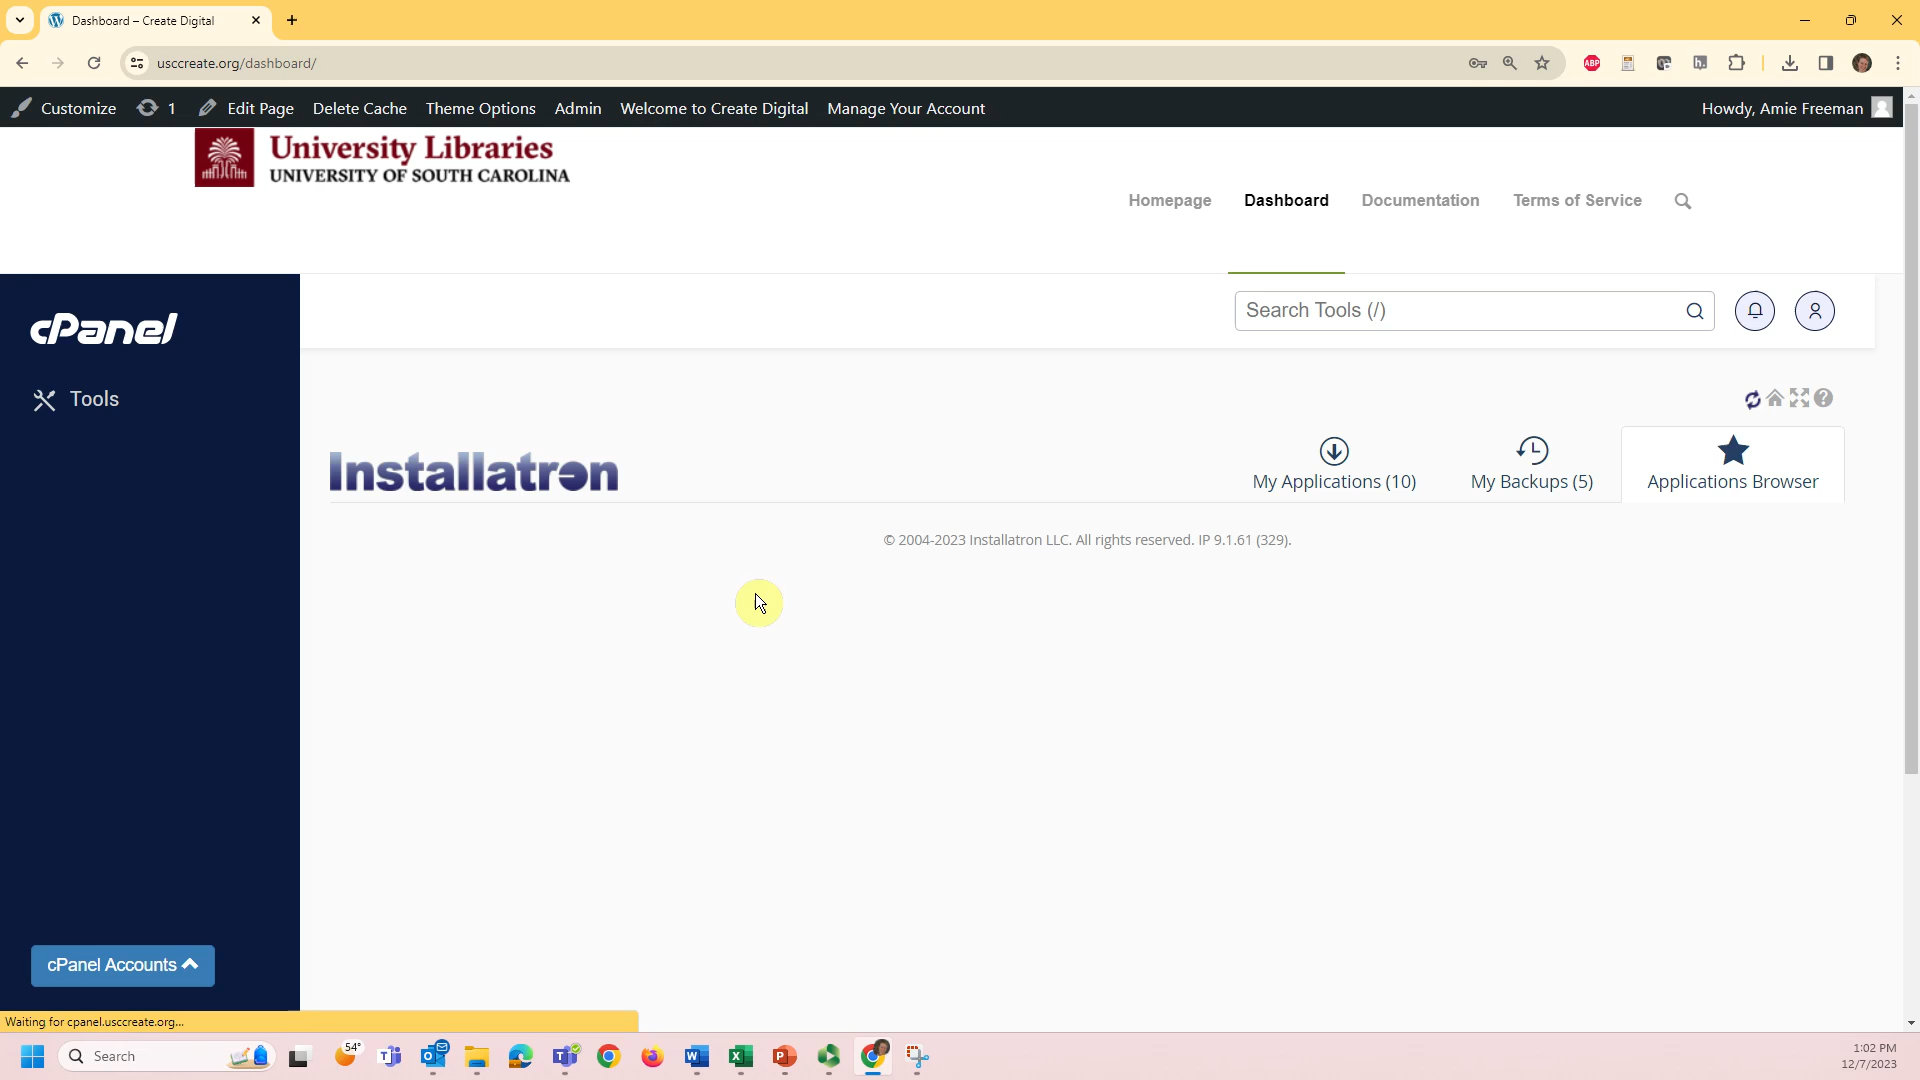 Dashboard – Create Digital
usccreate.org/dashboard/
ABP
h.
Customize 1 Edit Page Delete Cache Theme Options Admin Welcome to Create Digital Manage Your Account Howdy, Amie Freeman
University Libraries
UNIVERSITY OF SOUTH CAROLINA
Homepage Dashboard Documentation Terms of Service
cPanel
Search Tools (/)
Tools
Installatron
My Applications (10) My Backups (5) Applications Browser
© 2004-2023 Installatron LLC. All rights reserved. IP 9.1.61 (329).
cPanel Accounts
Waiting for cpanel.usccreate.org...
Search
54°
1:02 PM
12/7/2023